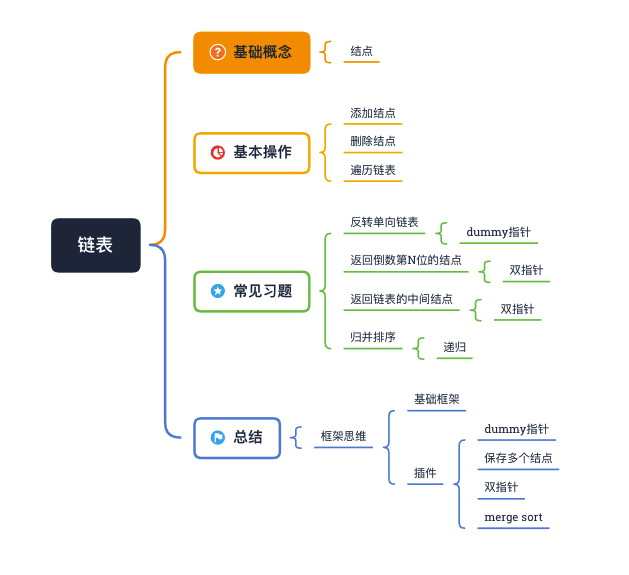 链表
基础概念
结点
基本操作
添加结点
删除结点
遍历链表
常见习题
反转单向链表
dummy指针
返回倒数第N位的结点
双指针
返回链表的中间结点
双指针
归并排序
递归
总结
框架思维
基础框架
插件
dummy指针
保存多个结点
双指针
merge sort